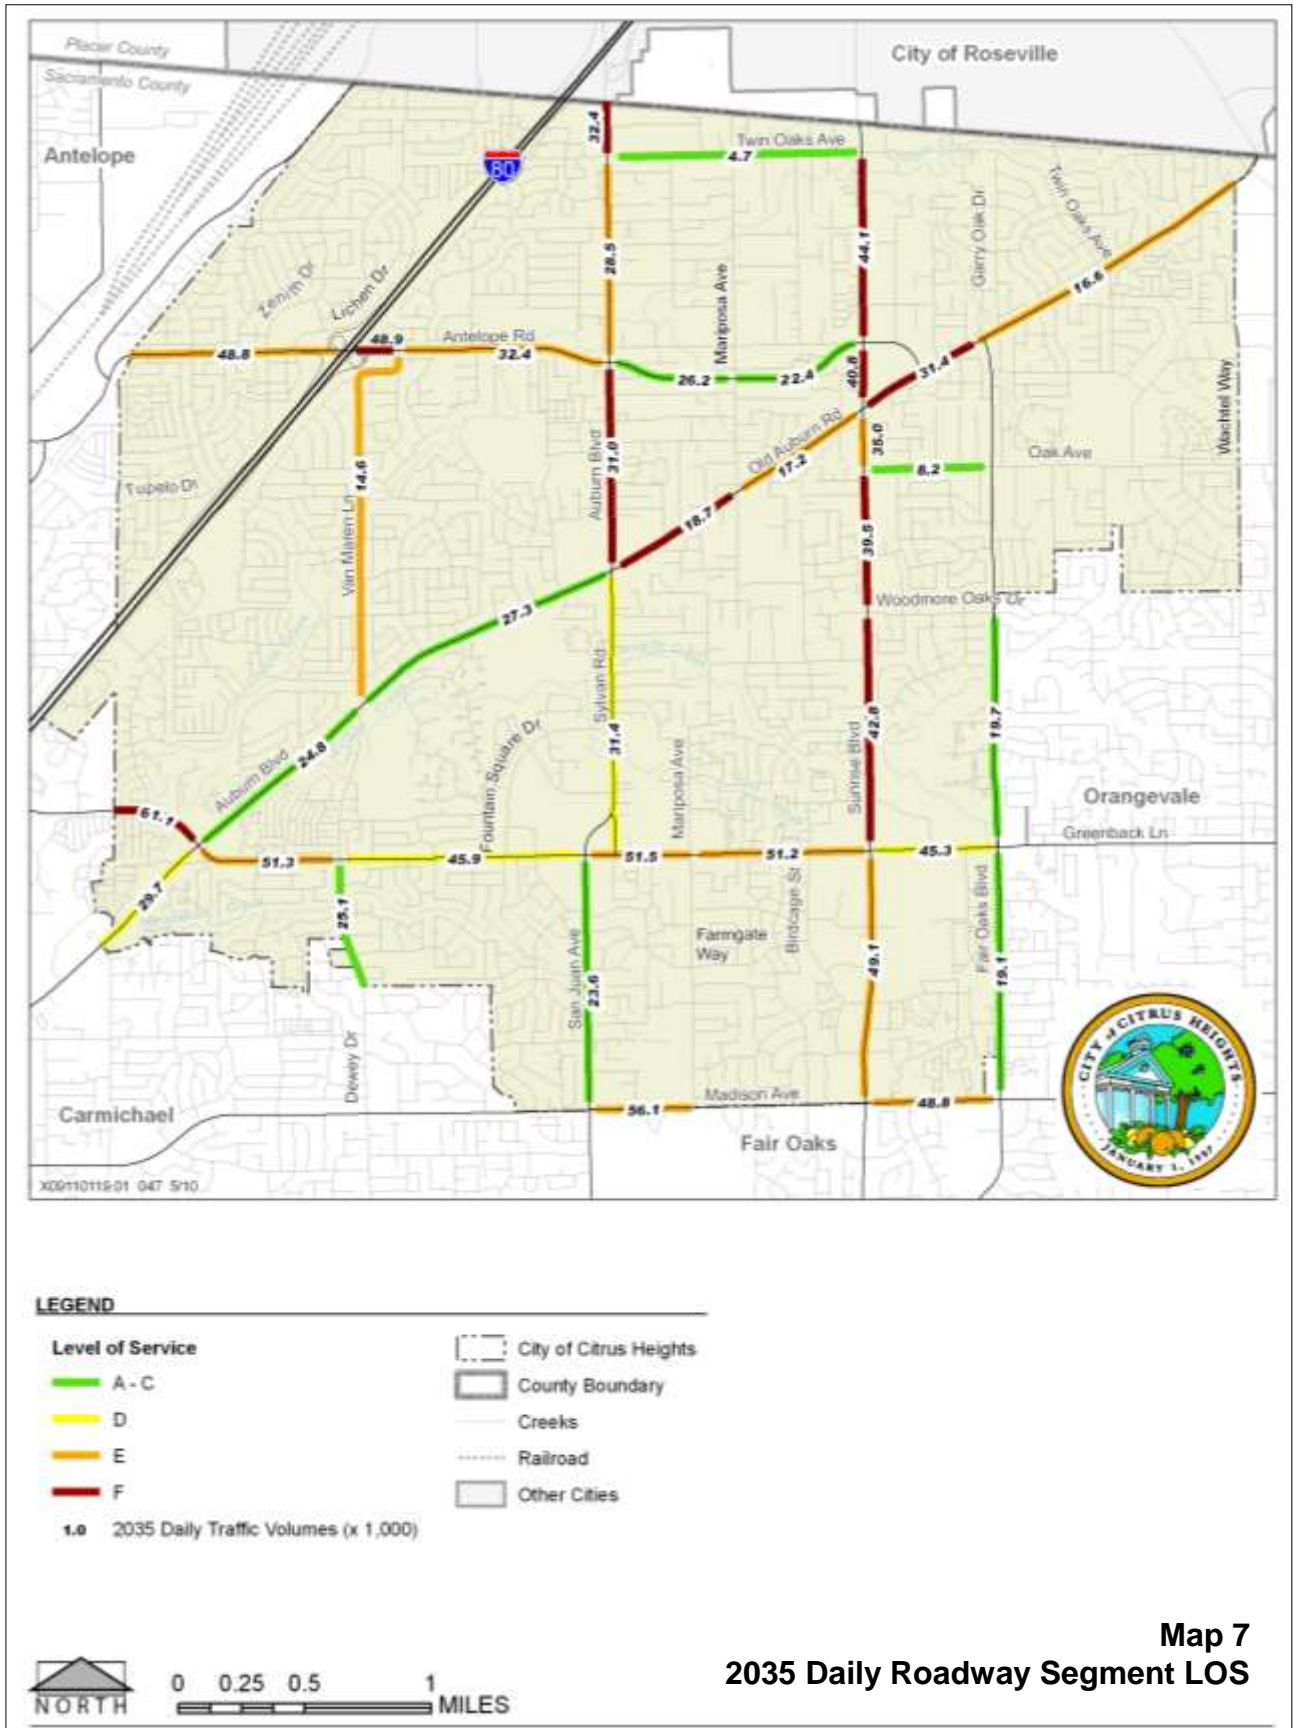 Placer County
Sacramento County
City of Roseville
Antelope
80
32.4
Twin Oaks Ave
4.7
28.5
44.1
Garry Oak Dr
Twin Oaks Ave
16.6
Zenith Dr
Lichen Dr
48.8
48.9
Antelope Rd
32.4
Mariposa Ave
26.2
22.4
40.8
31.4
Wachtel Way
Auburn Blvd
31.0
Old Auburn Rd
17.2
35.0
8.2
Oak Ave
Tupelo Dr
14.6
Van Maren Ln
18.7
39.5
Woodmore Oaks Dr
27.3
Sylvan Rd
31.4
Fountain Square Dr
Mariposa Ave
Sunrise Blvd
42.8
19.7
Auburn Blvd
24.8
Orangevale
Greenback Ln
61.1
51.3
45.9
51.5
51.2
45.3
29.7
25.1
Birdcage St
Farmgate
Way
San Juan Ave
23.6
49.1
Fair Oaks Blvd
19.1
Dewey Dr
CITY of CITRUS HEIGHTS
JANUARY 1, 1997
Carmichael
56.1
Madison Ave
48.8
Fair Oaks
X09110119.01 047 5/10
LEGEND
Level of Service
A - C
D
E
F
1.0 2035 Daily Traffic Volumes (x 1,000)
City of Citrus Heights
County Boundary
Creeks
Railroad
Other Cities
Map 7
2035 Daily Roadway Segment LOS
NORTH
0 0.25 0.5 1
MILES